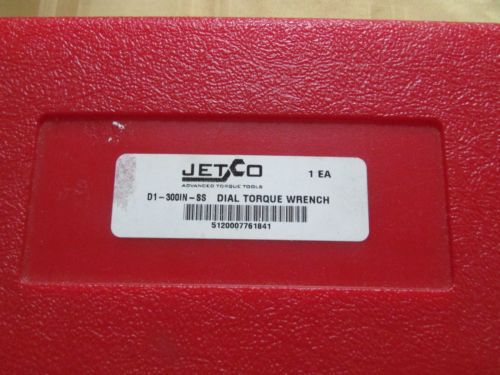 JETCO 1 EA
ADVANCED TORQUE TOOLS
D1-300IN-SS DIAL TORQUE WRENCH
5120007761841